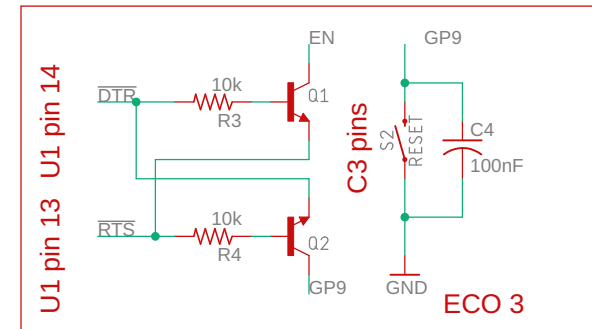 EN
GP9
U1 pin 14
DTR
10k
R3
Q1
C3 pins
S2
RESET
C4
100nF
U1 pin 13
RTS
10k
R4
Q2
GP9
GND
ECO 3